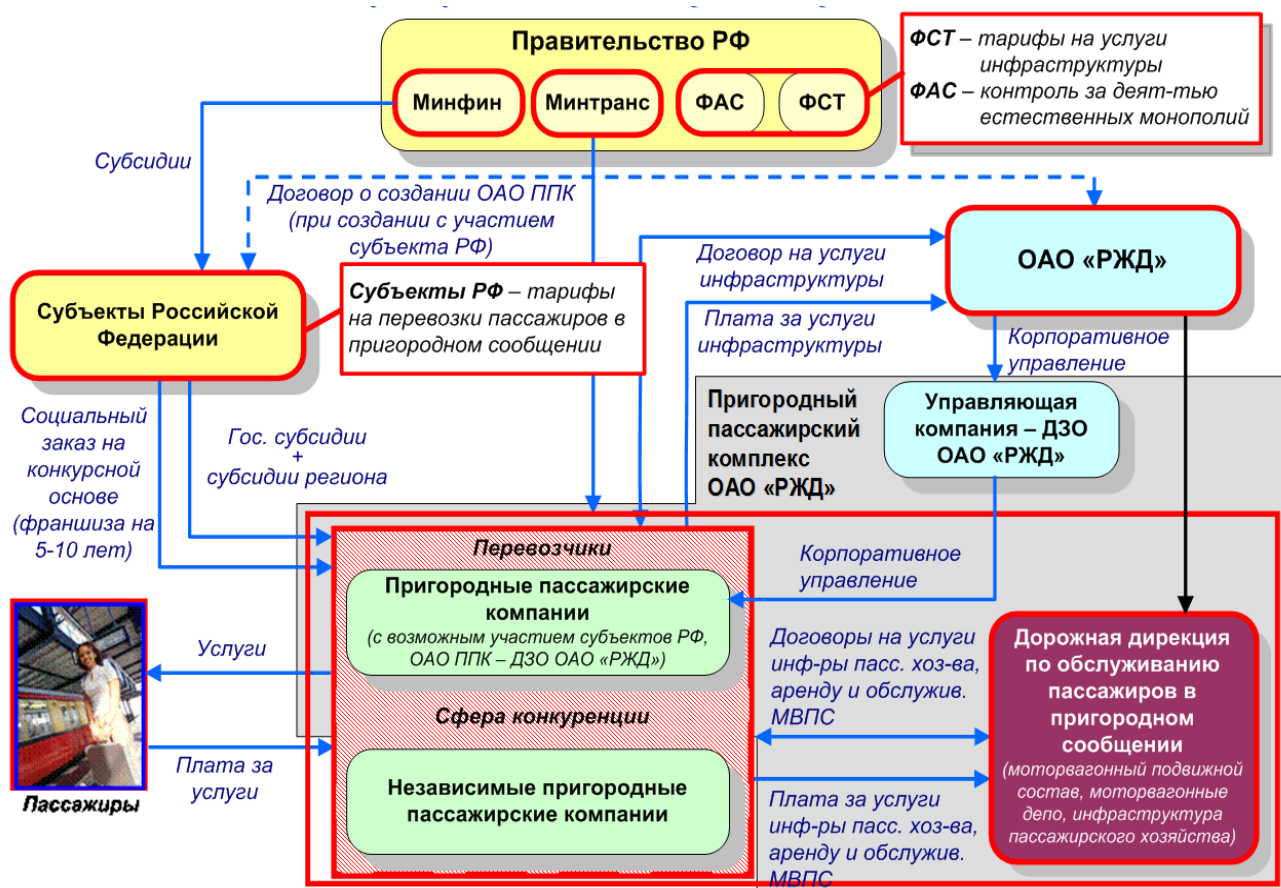 Правительство РФ
Минфин
Минтранс
ФАС
ФСТ
ФСТ – тарифы на услуги
инфраструктуры
ФАС – контроль за деят-тью
естественных монополий
Субсидии
Договор о создании ОАО ППК
(при создании с участием
субъекта РФ)
Договор на услуги
инфраструктуры
ОАО «РЖД»
Субъекты Российской
Федерации
Субъекты РФ – тарифы
на перевозки пассажиров в
пригородном сообщении
Плата за услуги
инфраструктуры
Корпоративное
управление
Социальный
заказ на
конкурсной
основе
(франшиза на
5-10 лет)
Гос. субсидии
+
субсидии региона
Пригородный
пассажирский
комплекс
ОАО «РЖД»
Управляющая
компания – ДЗО
ОАО «РЖД»
Перевозчики
Пригородные пассажирские
компании
(с возможным участием субъектов РФ,
ОАО ППК – ДЗО ОАО «РЖД»)
Корпоративное
управление
Услуги
Сфера конкуренции
Договоры на услуги
инф-ры пасс. хоз-ва,
аренду и обслужив.
МВПС
Дорожная дирекция
по обслуживанию
пассажиров в
пригородном
сообщении
(моторвагонный подвижной
состав, моторвагонные
депо, инфраструктура
пассажирского хозяйства)
Плата за
услуги
Пассажиры
Независимые пригородные
пассажирские компании
Плата за услуги
инф-ры пасс. хоз-ва,
аренду и обслужив.
МВПС